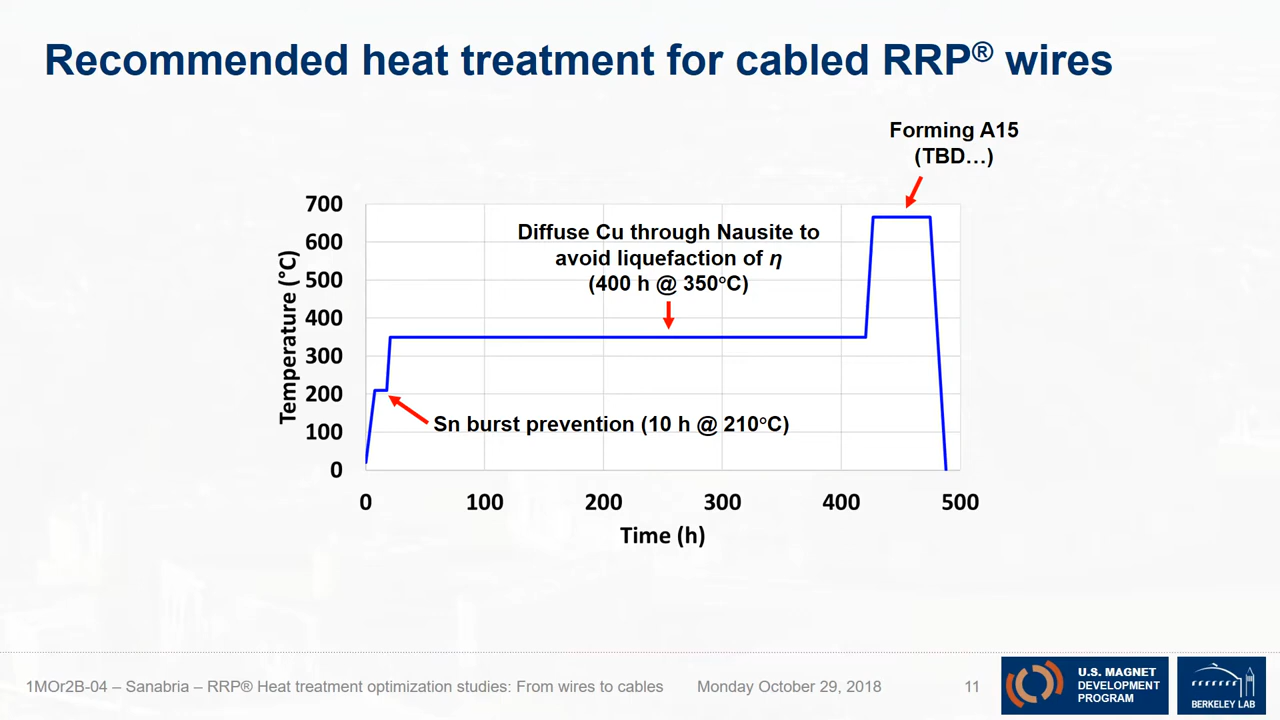 Recommended heat treatment for cabled RRP® wires
Forming A15
(TBD…)
Diffuse Cu through Nausite to
avoid liquefaction of η
(400 h @ 350°C)
Sn burst prevention (10 h @ 210°C)
Temperature (°C)
700
600
500
400
300
200
100
0
0 100 200 300 400 500
Time (h)
1MOr2B-04 – Sanabria – RRP® Heat treatment optimization studies: From wires to cables Monday October 29, 2018 11
U.S. MAGNET
DEVELOPMENT
PROGRAM
BERKELEY LAB